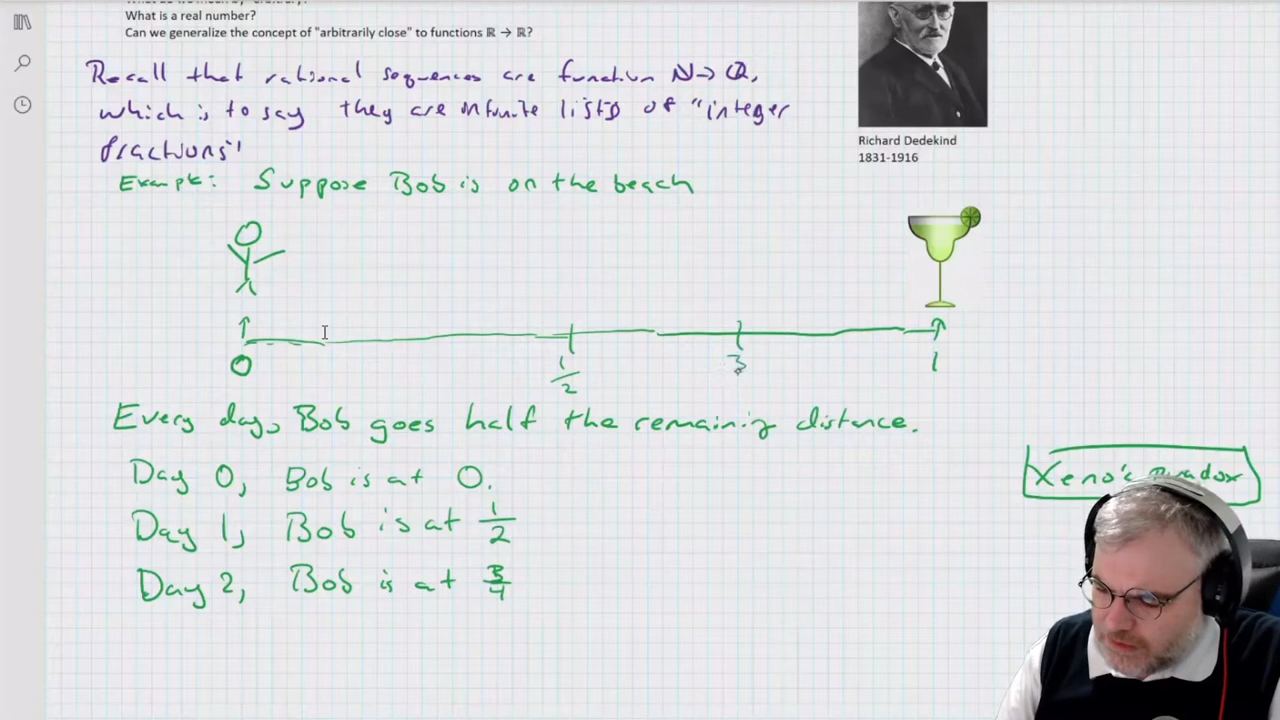 What is a real number?
Can we generalize the concept of "arbitrarily close" to functions ℝ → ℝ?
Recall that rational sequences are function ℕ→ℚ,
which is to say they are infinite lists of "integer
fractions"
Richard Dedekind
1831-1916
Example: Suppose Bob is on the beach
0
1/2
3
1
Every day, Bob goes half the remaining distance.
Day 0, Bob is at 0.
Xeno's Paradox
Day 1, Bob is at 1/2
Day 2, Bob is at 3/4